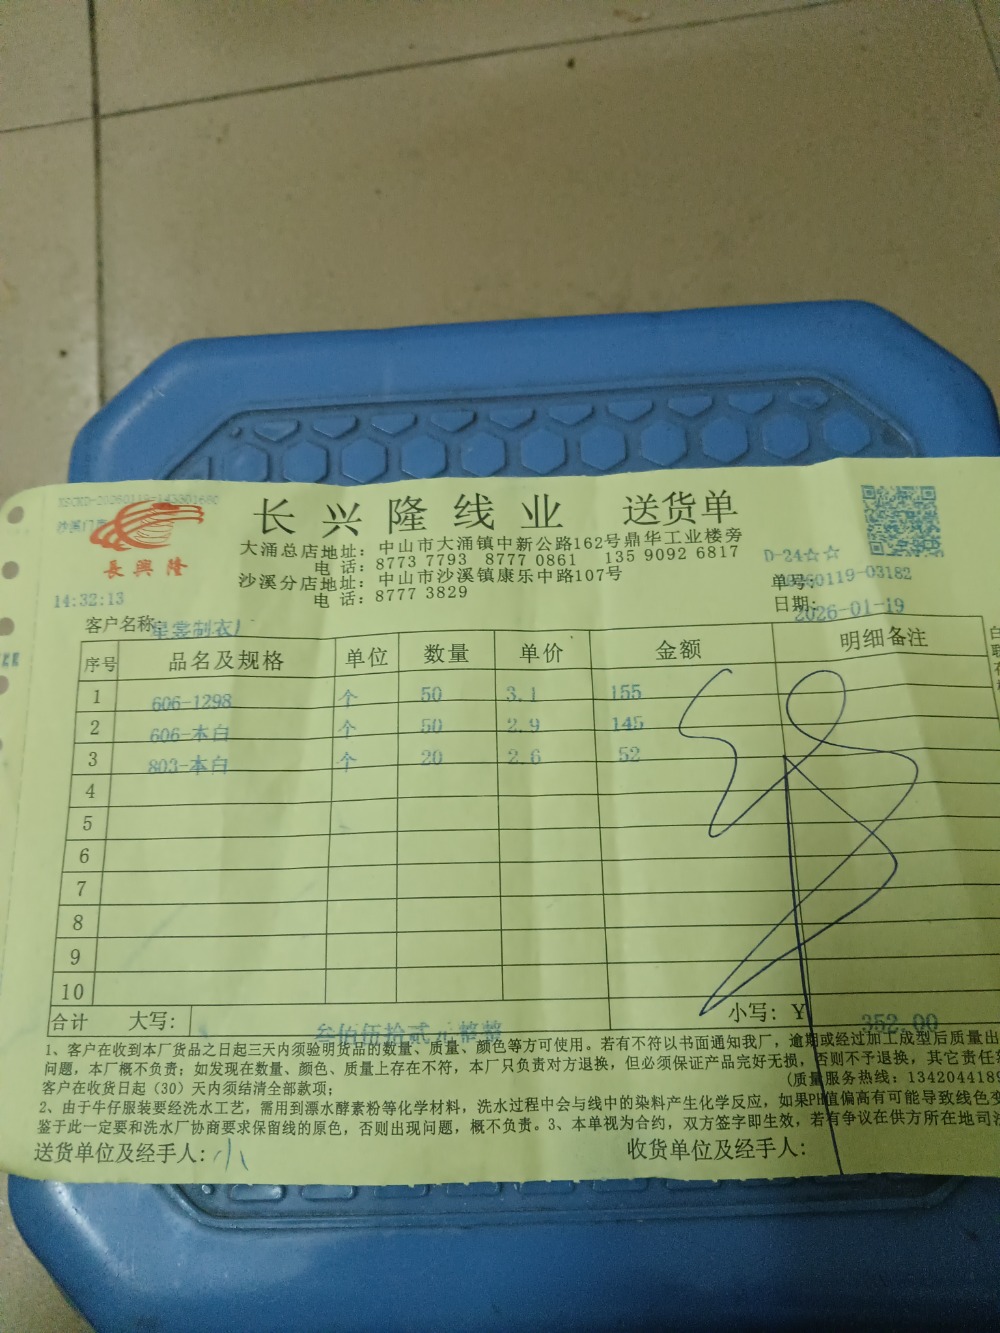 长兴隆线业 送货单
長興隆
大涌总店地址：中山市大涌镇中新公路162号鼎华工业楼旁
电 话：8773 7793 8777 0861 135 9092 6817
沙溪分店地址：中山市沙溪镇康乐中路107号
电 话：8777 3829
D-24☆☆
14:32:13
单号：20260119-03182
日期：2026-01-19
客户名称：星裳制衣厂
序号 品名及规格 单位 数量 单价 金额 明细备注
1 606-1298 个 50 3.1 155
2 606-本白 个 50 2.9 145
3 803-本白 个 20 2.6 52
4
5
6
7
8
9
10
合计 大写：叁佰伍拾贰元整 小写：Y 352.00
1、客户在收到本厂货品之日起三天内须验明货品的数量、质量、颜色等方可使用。若有不符以书面通知我厂，逾期或经过加工成型后质量出
问题，本厂概不负责；如发现在数量、颜色、质量上存在不符，本厂只负责对方退换，但必须保证产品完好无损，否则不予退换，其它责任
客户在收货日起（30）天内须结清全部款项；
(质量服务热线：1342044189
2、由于牛仔服装要经洗水工艺，需用到漂水酵素粉等化学材料，洗水过程中会与线中的染料产生化学反应，如果PH值偏高有可能导致线色变
鉴于此一定要和洗水厂协商要求保留线的原色，否则出现问题，概不负责。3、本单视为合约，双方签字即生效，若有争议在供方所在地司法
送货单位及经手人：小
收货单位及经手人：